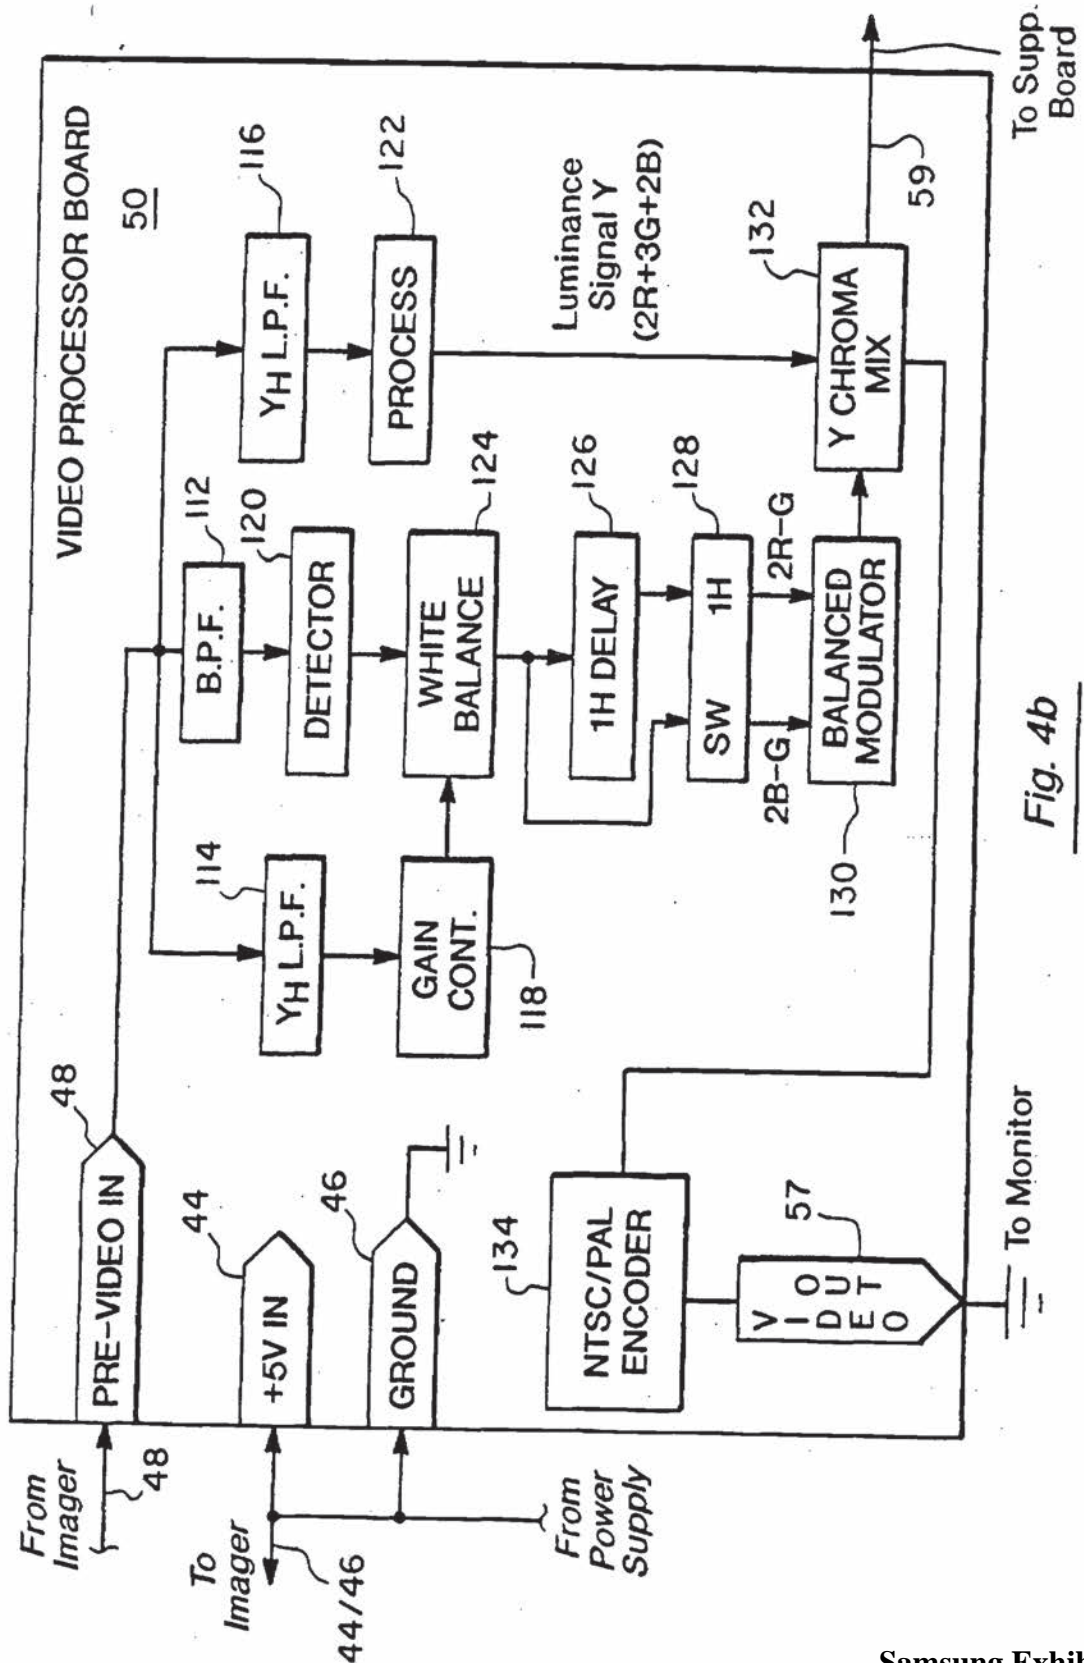 VIDEO PROCESSOR BOARD
50
From
Imager
48
PRE-VIDEO IN
48
To
Imager
44/46
+5V IN
44
GROUND
46
From
Power
Supply
B.P.F.
112
YH L.P.F.
114
YH L.P.F.
116
DETECTOR
120
PROCESS
122
GAIN
CONT.
118
WHITE
BALANCE
124
1H DELAY
126
SW 1H
128
2B-G
2R-G
Luminance
Signal Y
(2R+3G+2B)
BALANCED
MODULATOR
130
Y CHROMA
MIX
132
59
To Supp.
Board
NTSC/PAL
ENCODER
134
VIDEO
OUT
57
To Monitor
Fig. 4b